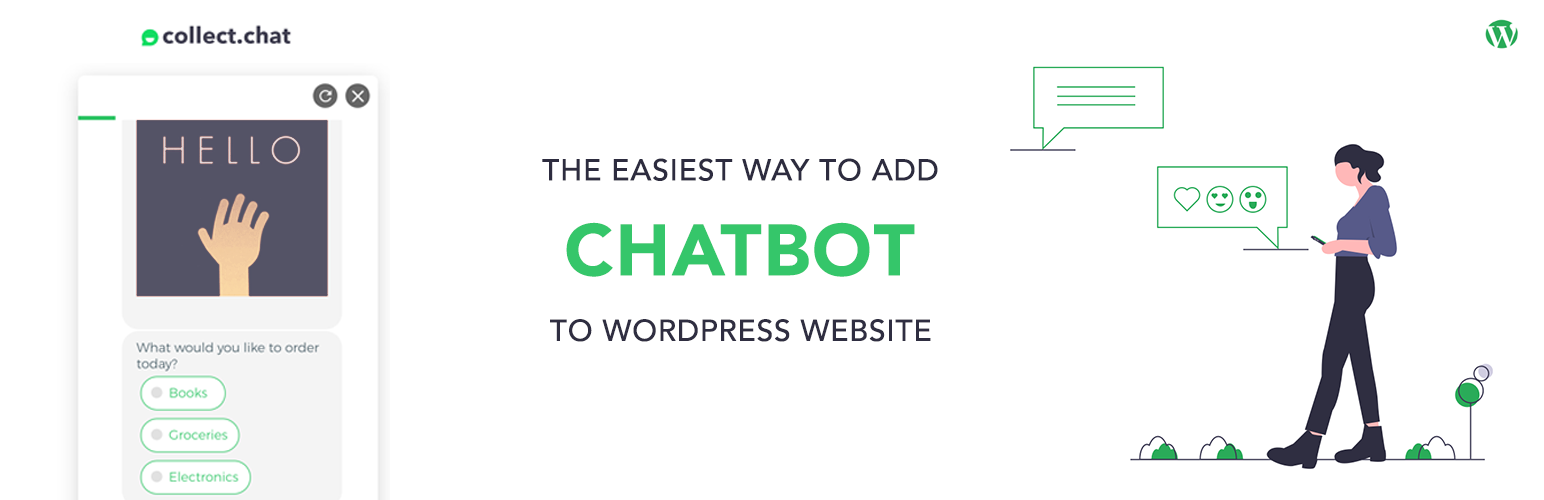 collect.chat
HELLO
What would you like to order
today?
Books
Groceries
Electronics
THE EASIEST WAY TO ADD
CHATBOT
TO WORDPRESS WEBSITE